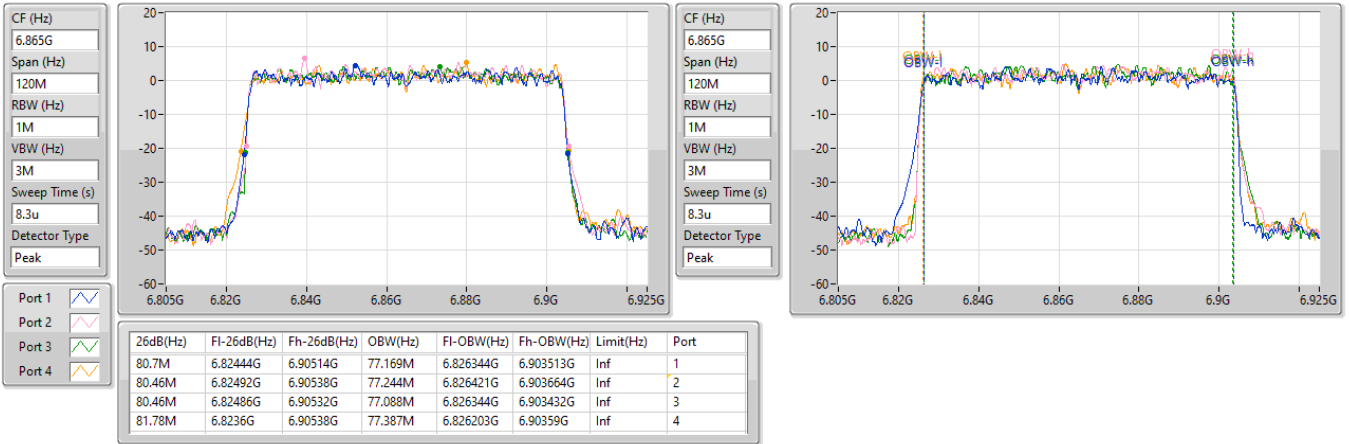 CF (Hz)
6.865G
Span (Hz)
120M
RBW (Hz)
1M
VBW (Hz)
3M
Sweep Time (s)
8.3u
Detector Type
Peak
20
10
0
-10
-20
-30
-40
-50
-60
6.805G 6.82G 6.84G 6.86G 6.88G 6.9G 6.925G
CF (Hz)
6.865G
Span (Hz)
120M
RBW (Hz)
1M
VBW (Hz)
3M
Sweep Time (s)
8.3u
Detector Type
Peak
20
10
0
-10
-20
-30
-40
-50
-60
OBW-l OBW-h
6.805G 6.82G 6.84G 6.86G 6.88G 6.9G 6.925G
Port 1
Port 2
Port 3
Port 4
26dB(Hz) Fl-26dB(Hz) Fh-26dB(Hz) OBW(Hz) Fl-OBW(Hz) Fh-OBW(Hz) Limit(Hz) Port
80.7M 6.82444G 6.90514G 77.169M 6.826344G 6.903513G Inf 1
80.46M 6.82492G 6.90538G 77.244M 6.826421G 6.903664G Inf 2
80.46M 6.82486G 6.90532G 77.088M 6.826344G 6.903432G Inf 3
81.78M 6.8236G 6.90538G 77.387M 6.826203G 6.90359G Inf 4